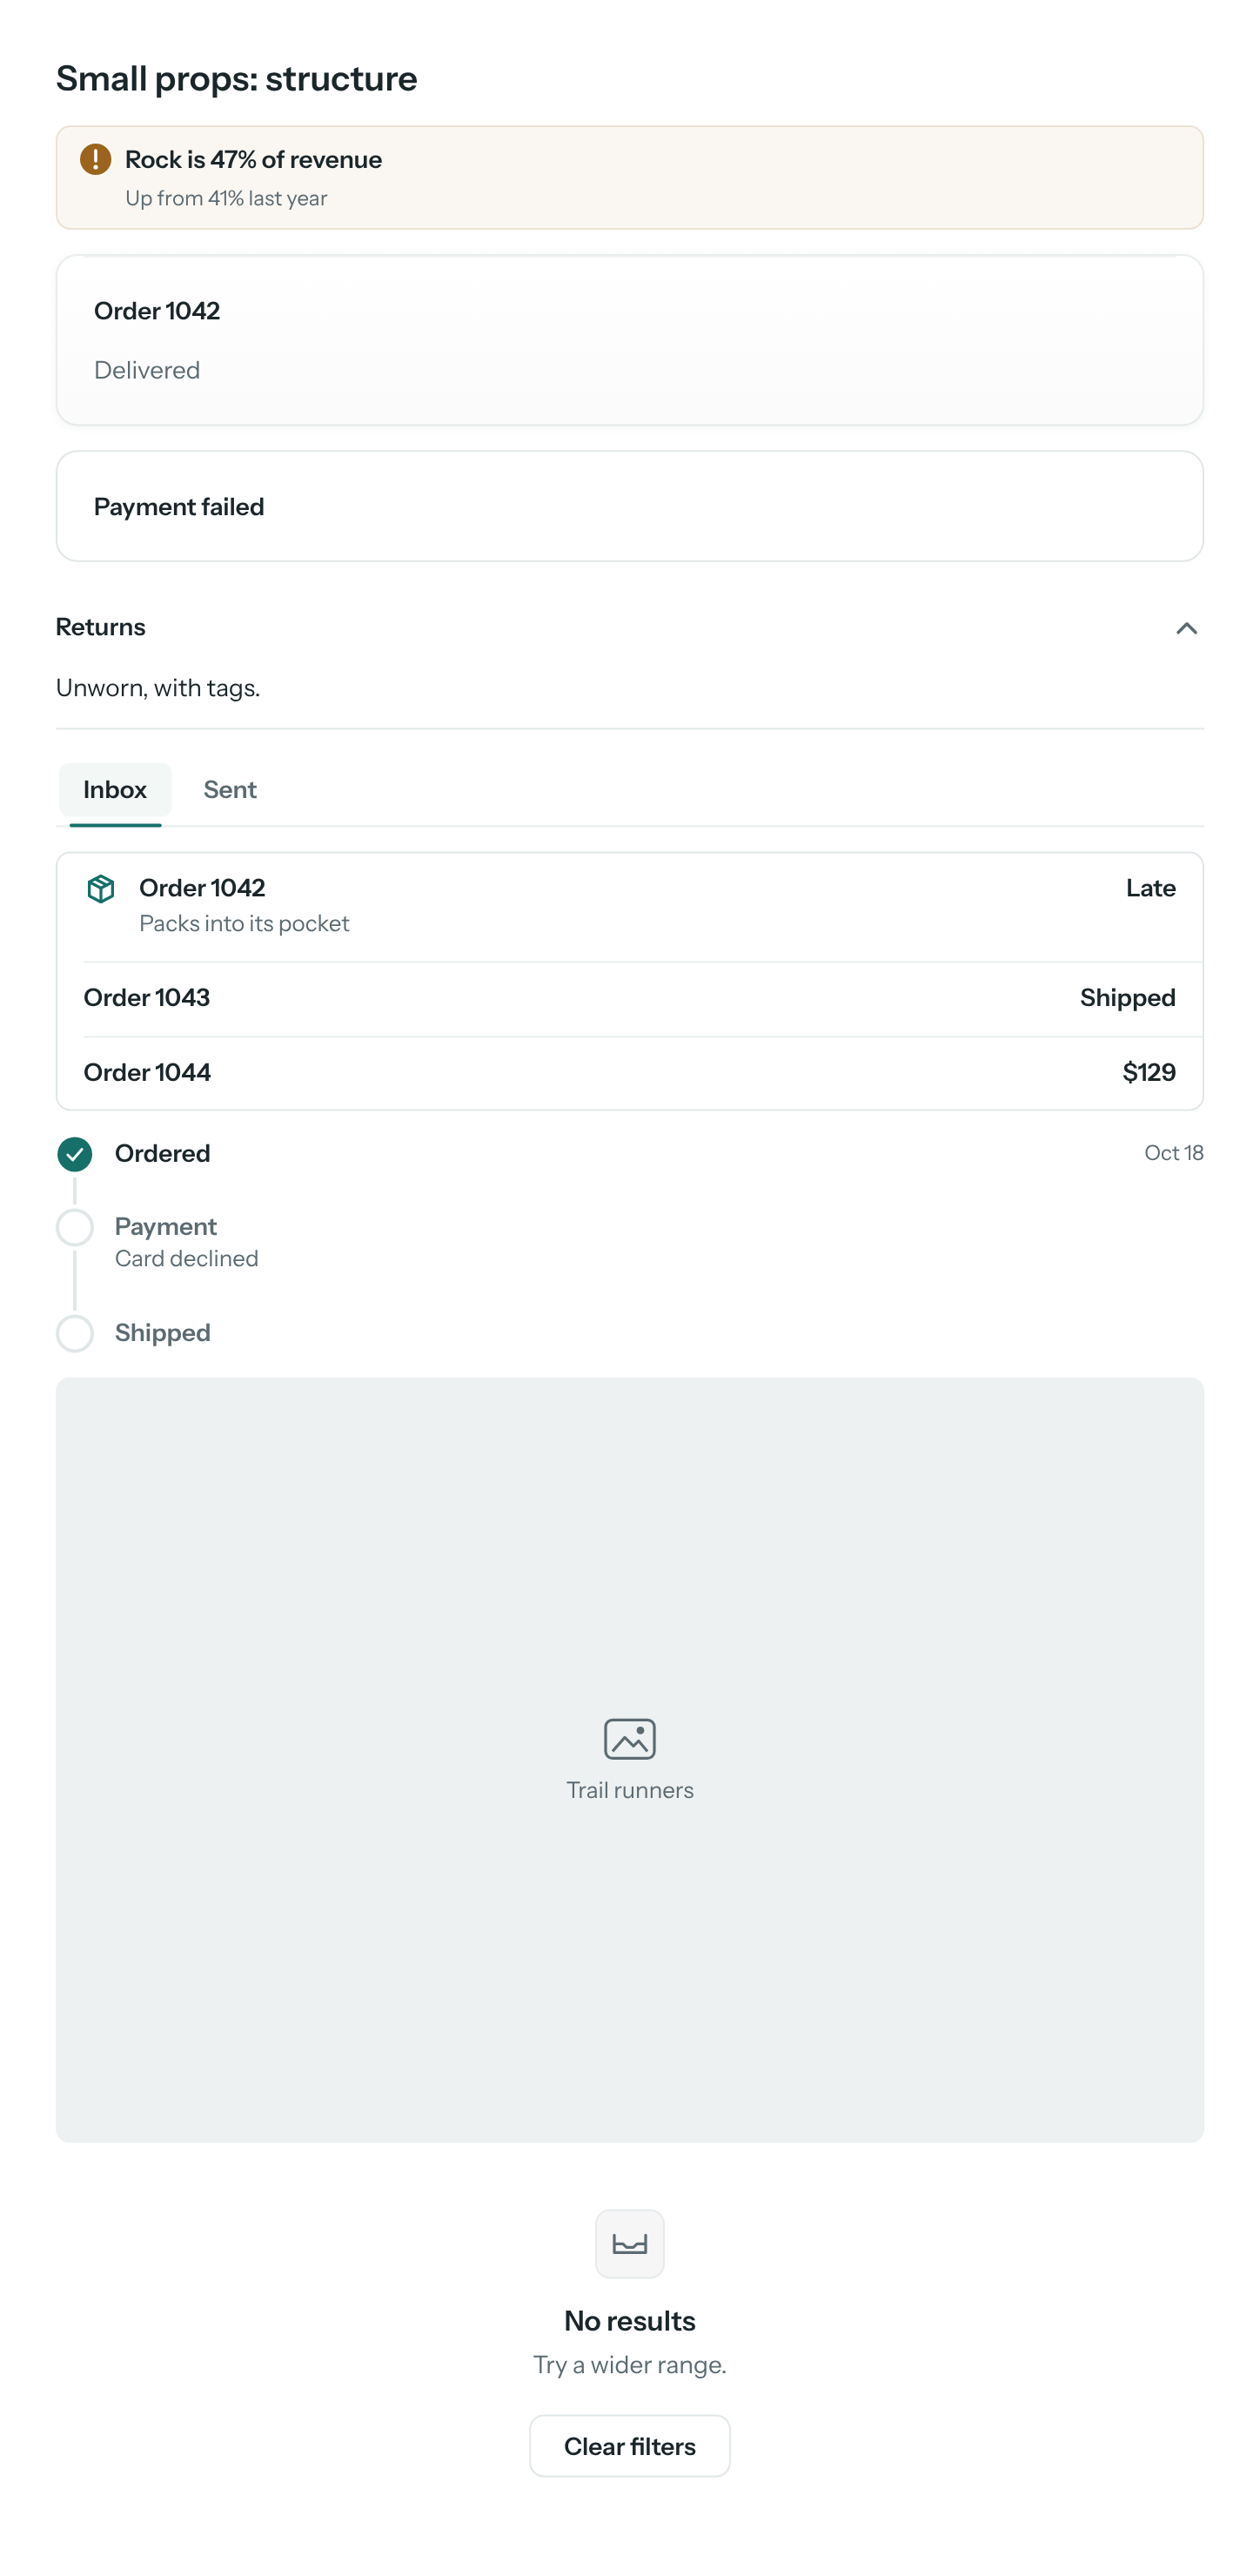 Small props: structure
Rock is 47% of revenue
Up from 41% last year
Order 1042
Delivered
Payment failed
Returns
Unworn, with tags.
Inbox Sent
Order 1042 Late
Packs into its pocket
Order 1043 Shipped
Order 1044 $129
Ordered Oct 18
Payment
Card declined
Shipped
Trail runners
No results
Try a wider range.
Clear filters